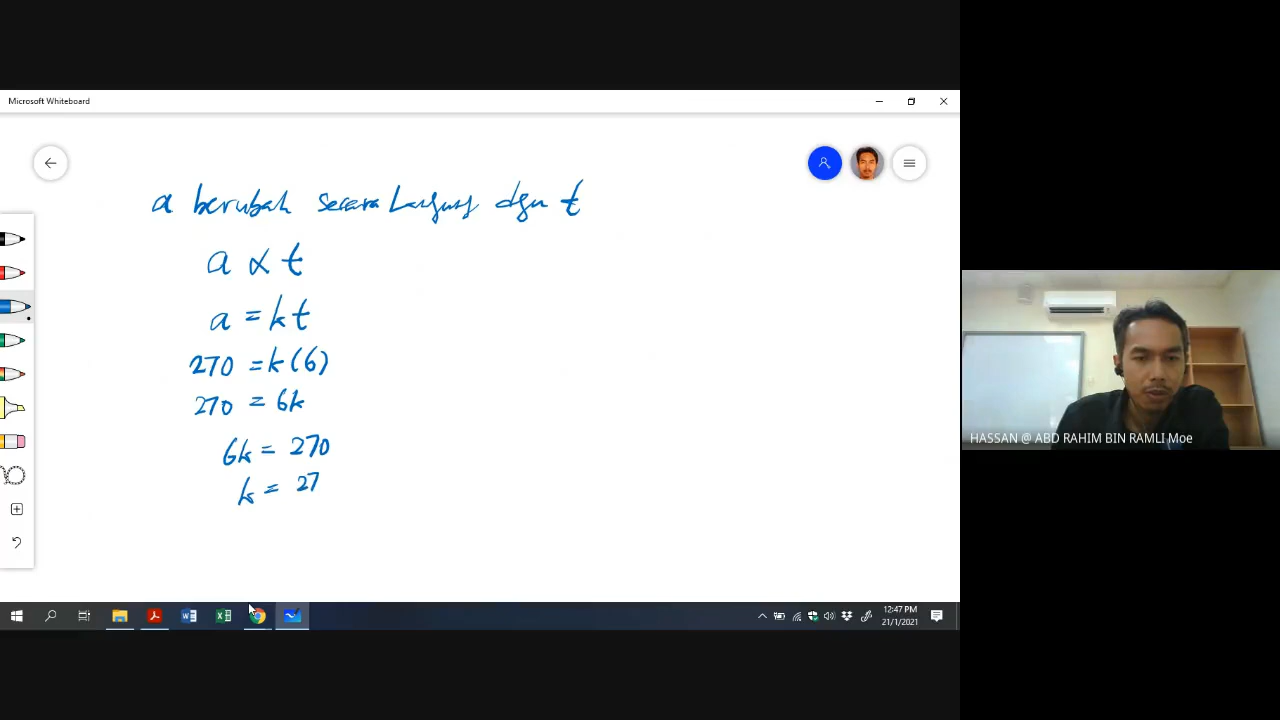 Microsoft Whiteboard
a berubah secara Langsung dgn t
a ∝ t
a = kt
270 = k(6)
270 = 6k
6k = 270
k = 27
HASSAN @ ABD RAHIM BIN RAMLI Moe
12:47 PM
21/1/2021